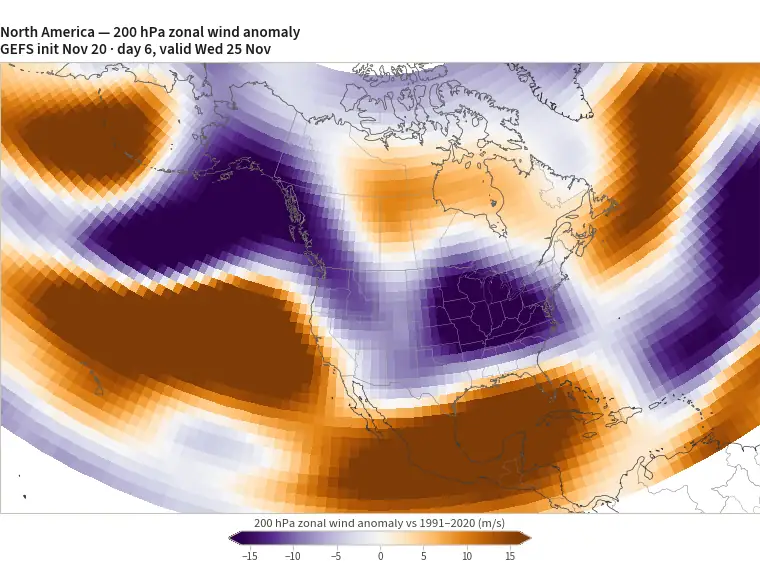 North America — 200 hPa zonal wind anomaly
GEFS init Nov 20 · day 6, valid Wed 25 Nov
200 hPa zonal wind anomaly vs 1991–2020 (m/s)
−15 −10 −5 0 5 10 15